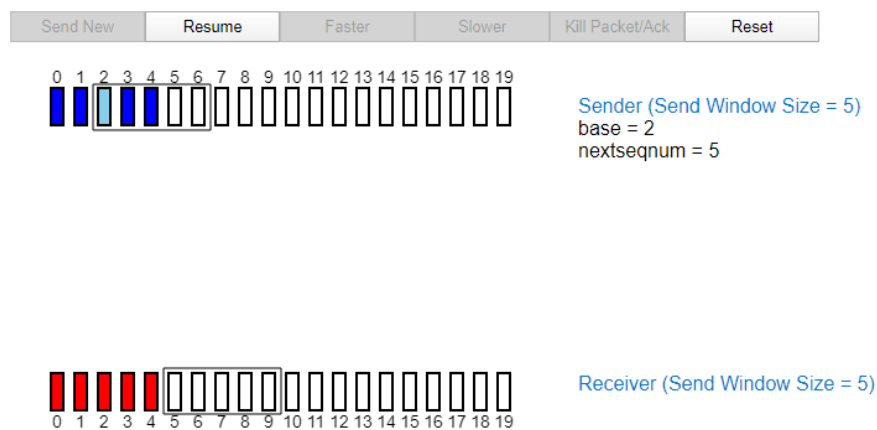 Send New Resume Faster Slower Kill Packet/Ack Reset
0 1 2 3 4 5 6 7 8 9 10 11 12 13 14 15 16 17 18 19
Sender (Send Window Size = 5)
base = 2
nextseqnum = 5
Receiver (Send Window Size = 5)
0 1 2 3 4 5 6 7 8 9 10 11 12 13 14 15 16 17 18 19